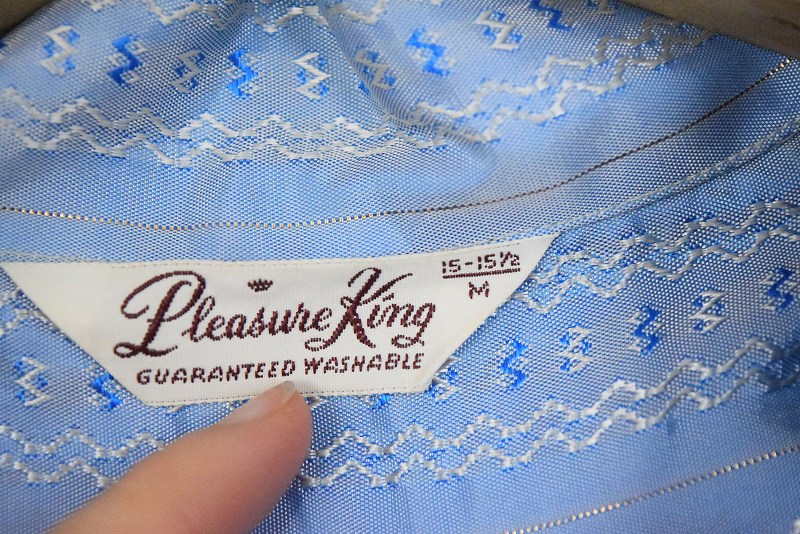 Pleasure King
GUARANTEED WASHABLE
15-15½
M